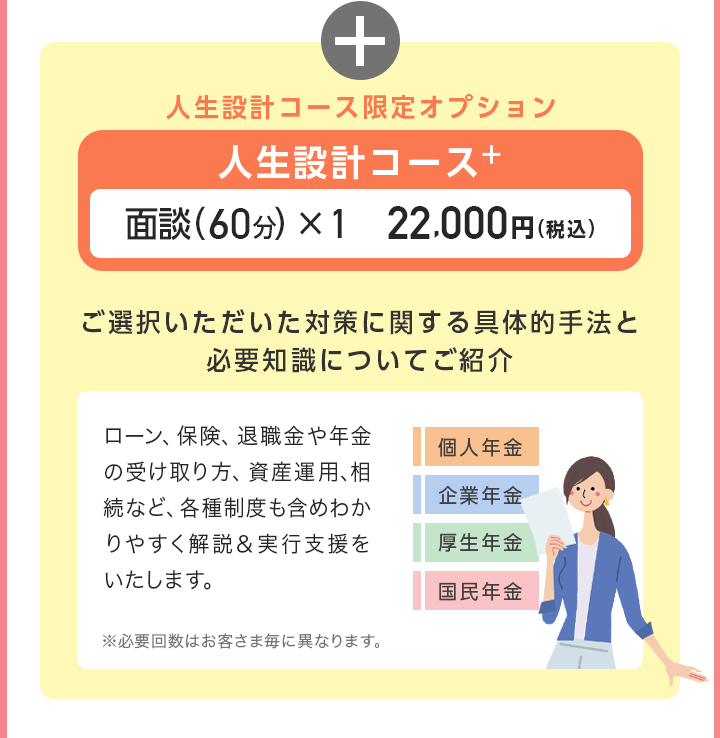 人生設計コース限定オプション
人生設計コース+
面談(60分)×1 22,000円(税込)
ご選択いただいた対策に関する具体的手法と
必要知識についてご紹介
ローン、保険、退職金や年金
の受け取り方、資産運用、相
続など、各種制度も含めわか
りやすく解説&実行支援を
いたします。
※必要回数はお客さま毎に異なります。
個人年金
企業年金
厚生年金
国民年金